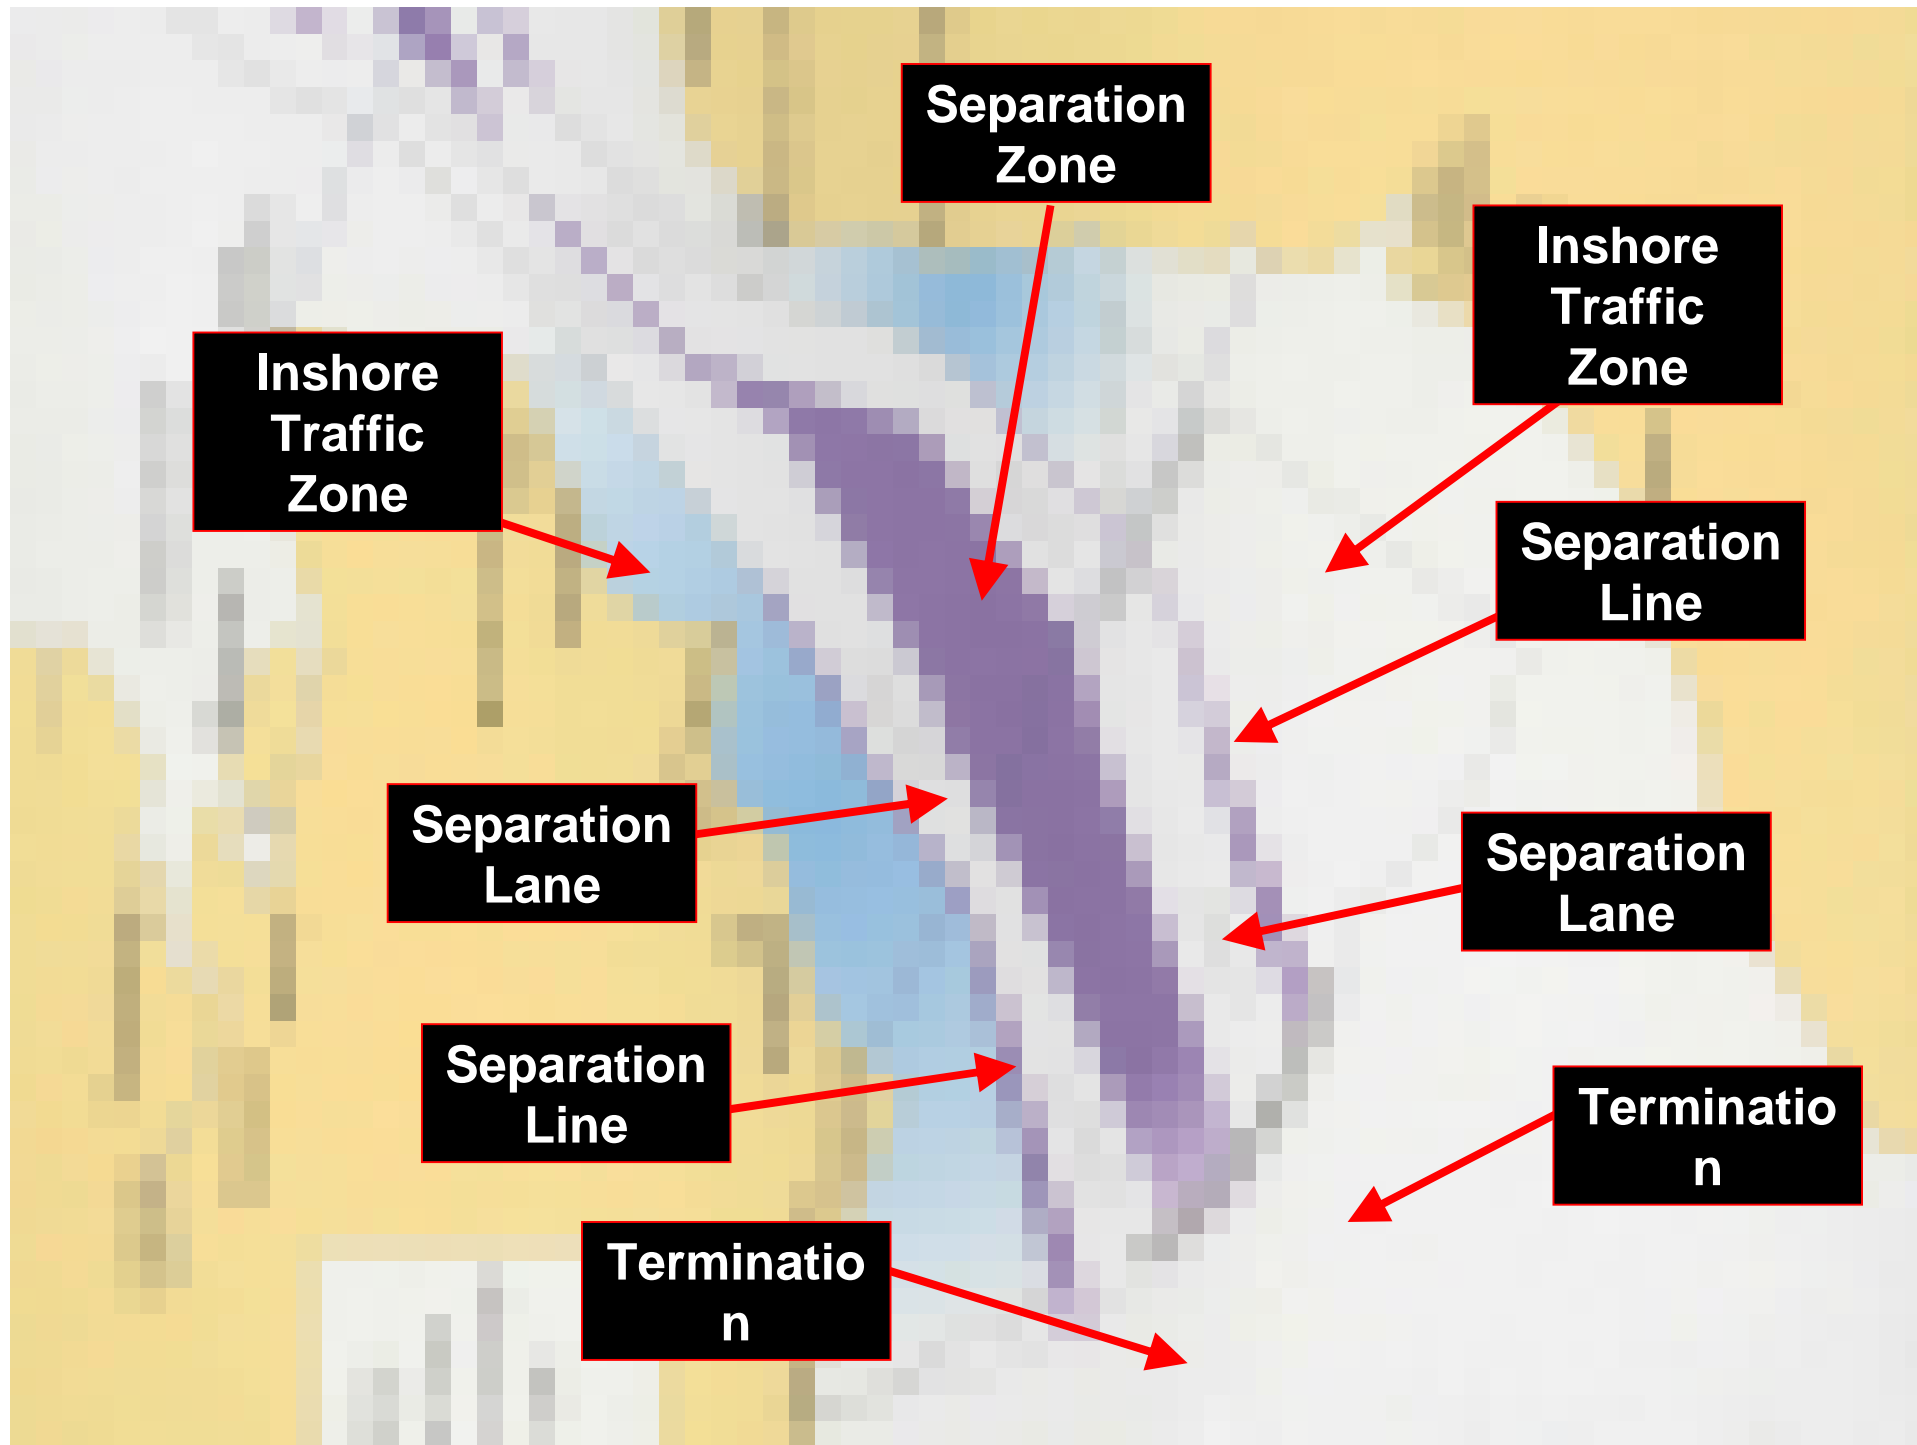 Separation
Zone
Inshore
Traffic
Zone
Inshore
Traffic
Zone
Separation
Line
Separation
Lane
Separation
Lane
Separation
Line
Terminatio
n
Terminatio
n